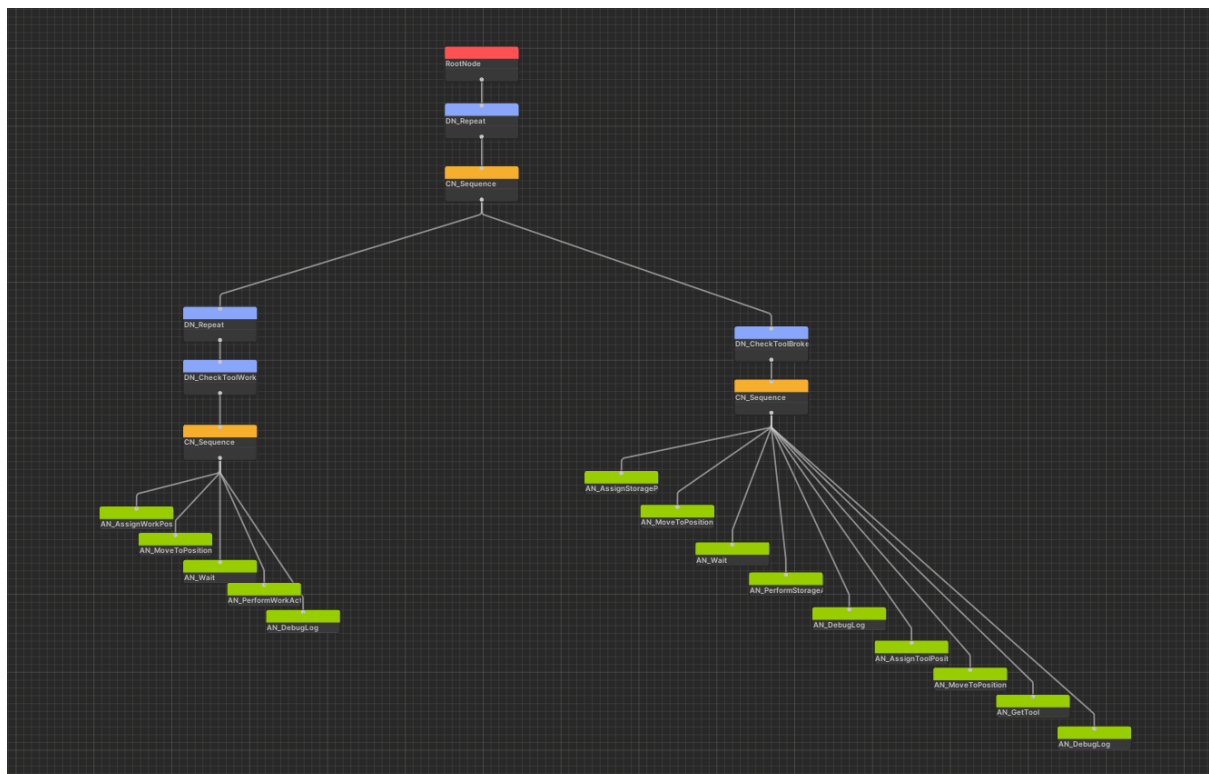 RootNode
DN_Repeat
CN_Sequence
DN_Repeat
DN_CheckToolBroke
DN_CheckToolWork
CN_Sequence
CN_Sequence
AN_AssignStorageP
AN_AssignWorkPos
AN_MoveToPosition
AN_MoveToPosition
AN_Wait
AN_Wait
AN_PerformStorageA
AN_PerformWorkAct
AN_DebugLog
AN_DebugLog
AN_AssignToolPosit
AN_MoveToPosition
AN_GetTool
AN_DebugLog